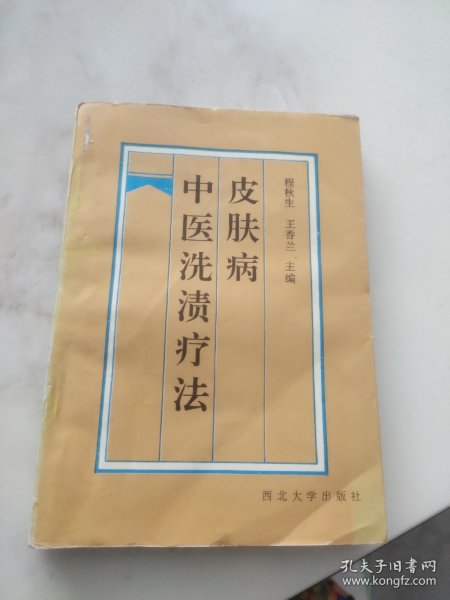 程秋生 王香兰 主编
皮肤病
中医洗渍疗法
西北大学出版社
孔夫子旧书网
www.kongfz.com